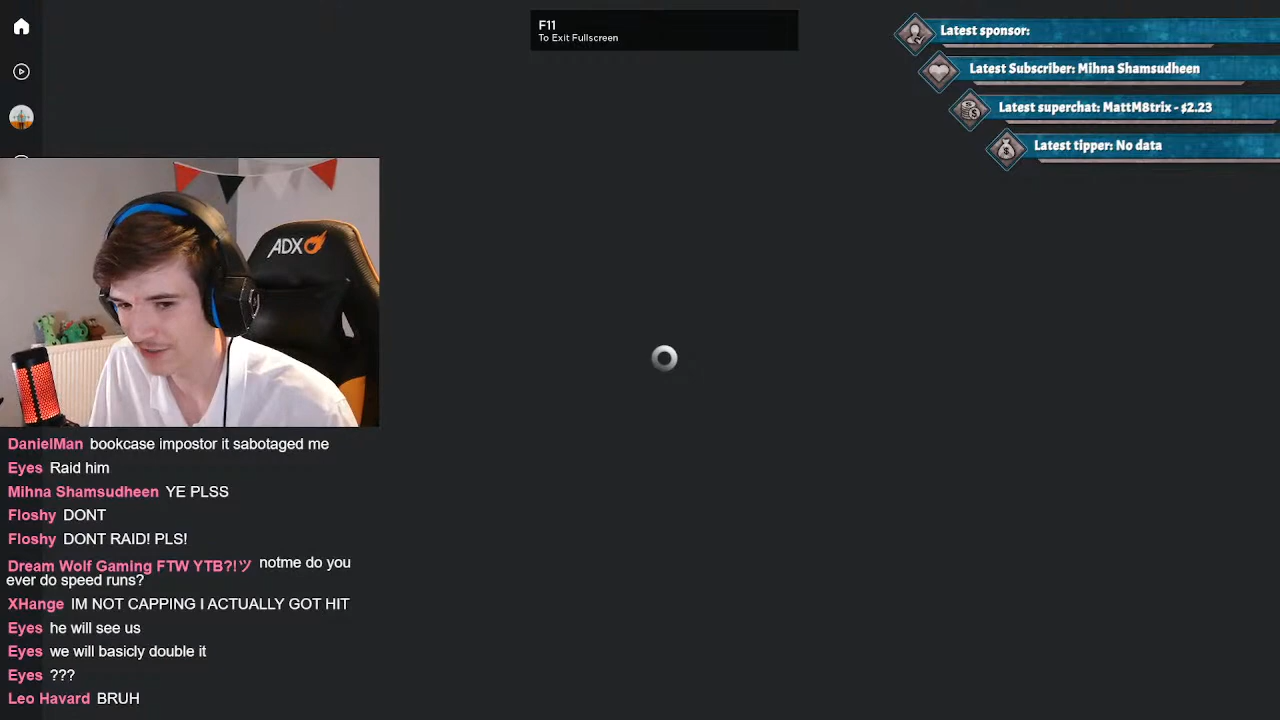 F11
To Exit Fullscreen
Latest sponsor:
Latest Subscriber: Mihna Shamsudheen
Latest superchat: MattM8trix - $2.23
Latest tipper: No data
ADX
DanielMan bookcase impostor it sabotaged me
Eyes Raid him
Mihna Shamsudheen YE PLSS
Floshy DONT
Floshy DONT RAID! PLS!
Dream Wolf Gaming FTW YTB?!ツ notme do you
ever do speed runs?
XHange IM NOT CAPPING I ACTUALLY GOT HIT
Eyes he will see us
Eyes we will basicly double it
Eyes ???
Leo Havard BRUH